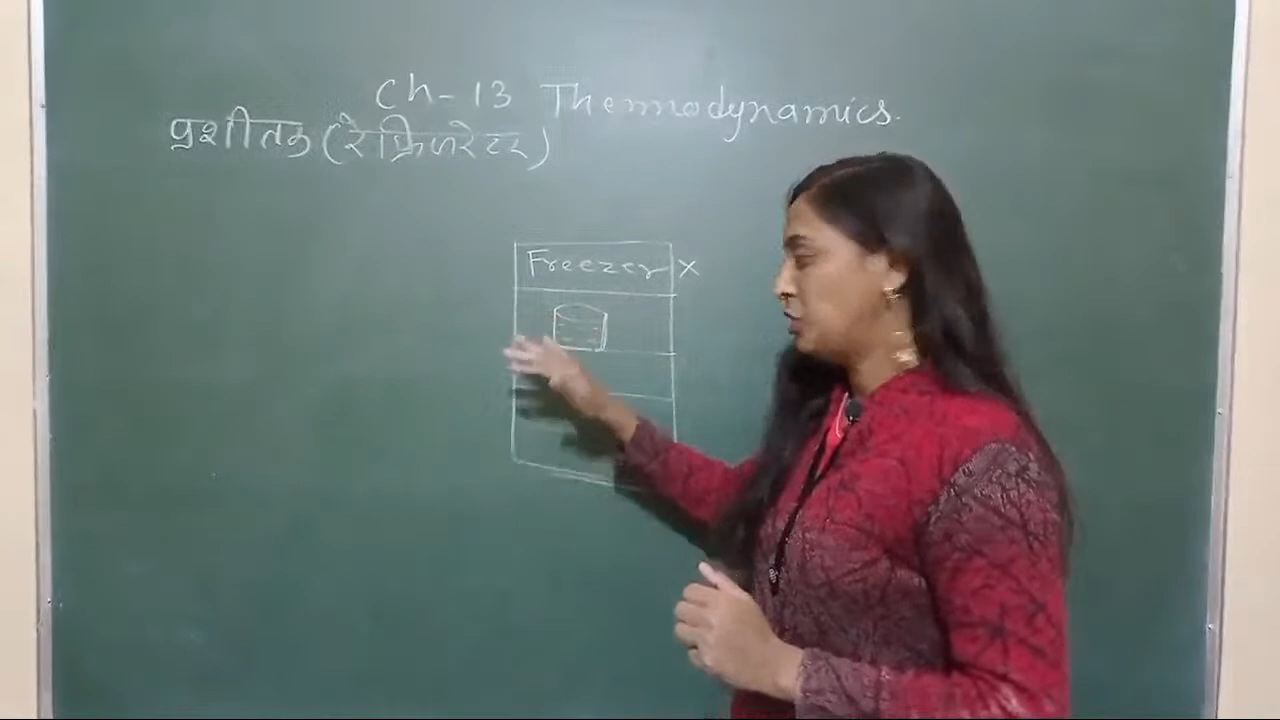 Ch- 13 Thermodynamics.
प्रशीतक (रेफ्रिजरेटर)
Freezer x